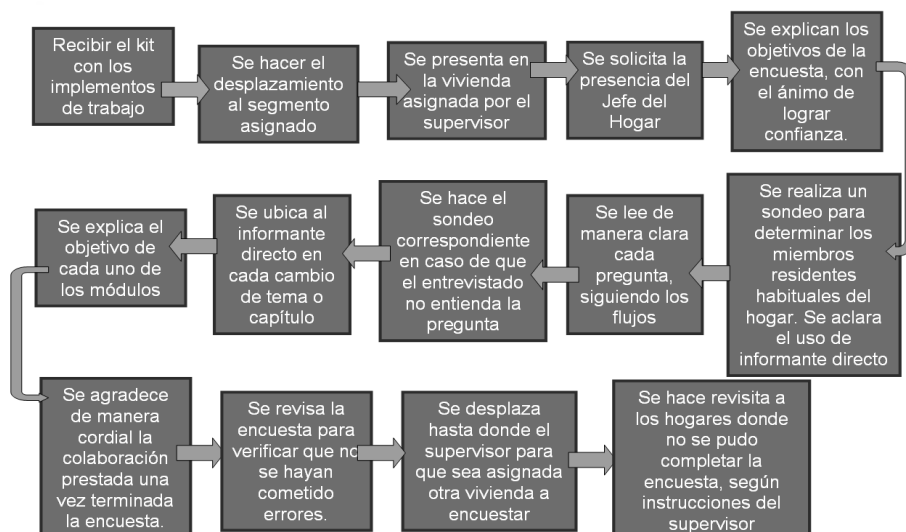 Recibir el kit
con los
implementos
de trabajo
Se hacer el
desplazamiento
al segmento
asignado
Se presenta en
la vivienda
asignada por el
supervisor
Se solicita la
presencia del
Jefe del
Hogar
Se explican los
objetivos de la
encuesta, con
el ánimo de
lograr
confianza.
Se realiza un
sondeo para
determinar los
miembros
residentes
habituales del
hogar. Se aclara
el uso de
informante directo
Se lee de
manera clara
cada
pregunta,
siguiendo los
flujos
Se hace el
sondeo
correspondiente
en caso de que
el entrevistado
no entienda la
pregunta
Se ubica al
informante
directo en
cada cambio
de tema o
capítulo
Se explica el
objetivo de
cada uno de
los módulos
Se agradece
de manera
cordial la
colaboración
prestada una
vez terminada
la encuesta.
Se revisa la
encuesta para
verificar que no
se hayan
cometido
errores.
Se desplaza
hasta donde el
supervisor para
que sea asignada
otra vivienda a
encuestar
Se hace revisita a
los hogares donde
no se pudo
completar la
encuesta, según
instrucciones del
supervisor